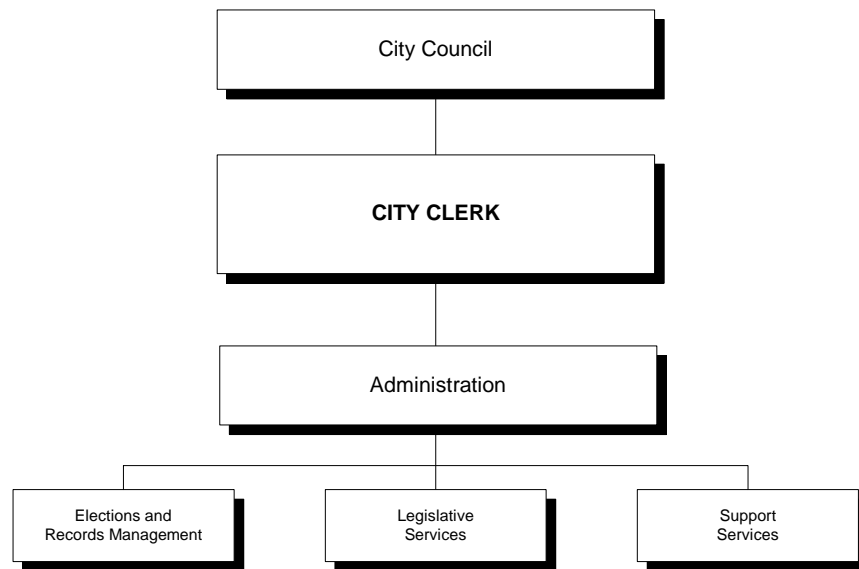 City Council
CITY CLERK
Administration
Elections and
Records Management
Legislative
Services
Support
Services